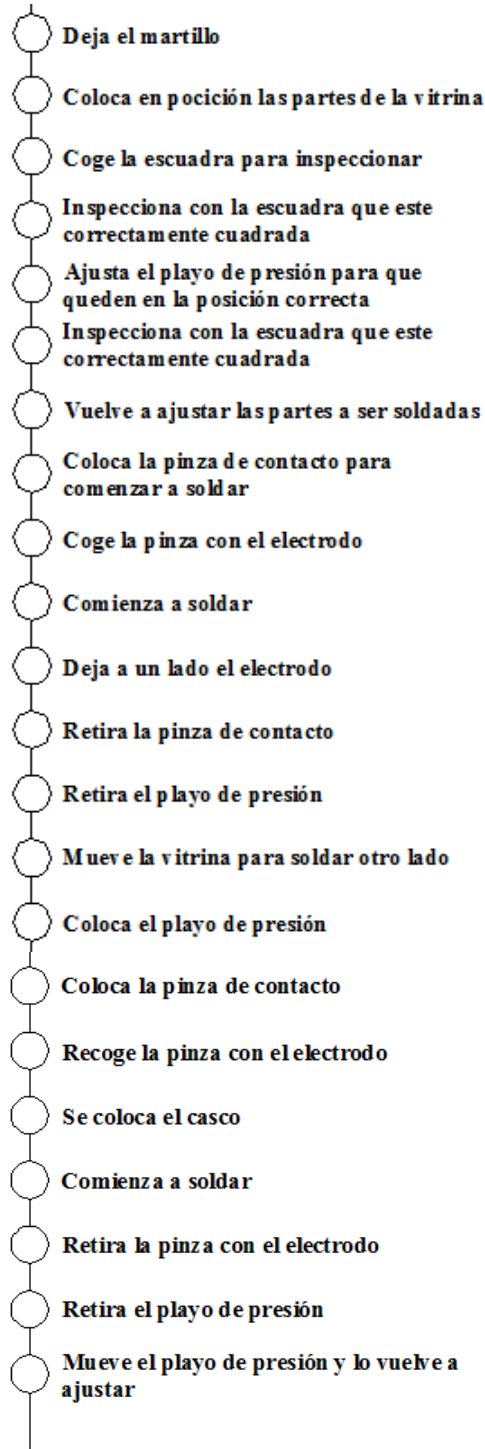 Deja el martillo
Coloca en pocición las partes de la vitrina
Coge la escuadra para inspeccionar
Inspecciona con la escuadra que este
correctamente cuadrada
Ajusta el playo de presión para que
queden en la posición correcta
Inspecciona con la escuadra que este
correctamente cuadrada
Vuelve a ajustar las partes a ser soldadas
Coloca la pinza de contacto para
comenzar a soldar
Coge la pinza con el electrodo
Comienza a soldar
Deja a un lado el electrodo
Retira la pinza de contacto
Retira el playo de presión
Mueve la vitrina para soldar otro lado
Coloca el playo de presión
Coloca la pinza de contacto
Recoge la pinza con el electrodo
Se coloca el casco
Comienza a soldar
Retira la pinza con el electrodo
Retira el playo de presión
Mueve el playo de presión y lo vuelve a
ajustar